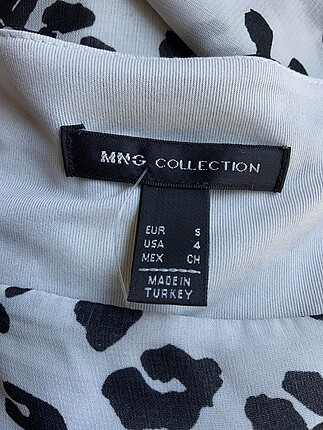 MNG COLLECTION
EUR S
USA 4
MEX CH
MADE IN
TURKEY